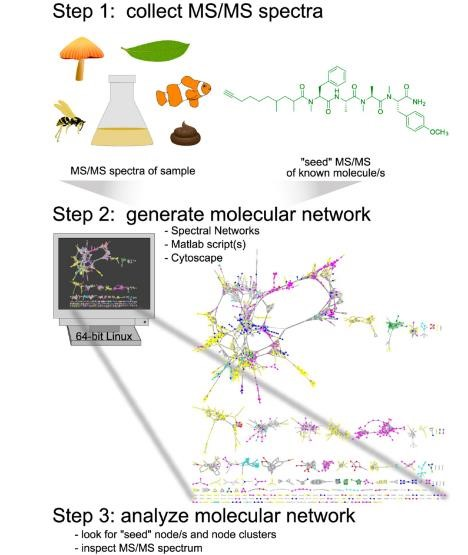 Step 1:  collect MS/MS spectra
O
N
O
H
N
O
N
O
N
O
NH₂
OCH₃
MS/MS spectra of sample
"seed" MS/MS
of known molecule/s
Step 2:  generate molecular network
- Spectral Networks
- Matlab script(s)
- Cytoscape
64-bit Linux
Step 3: analyze molecular network
- look for "seed" node/s and node clusters
- inspect MS/MS spectrum